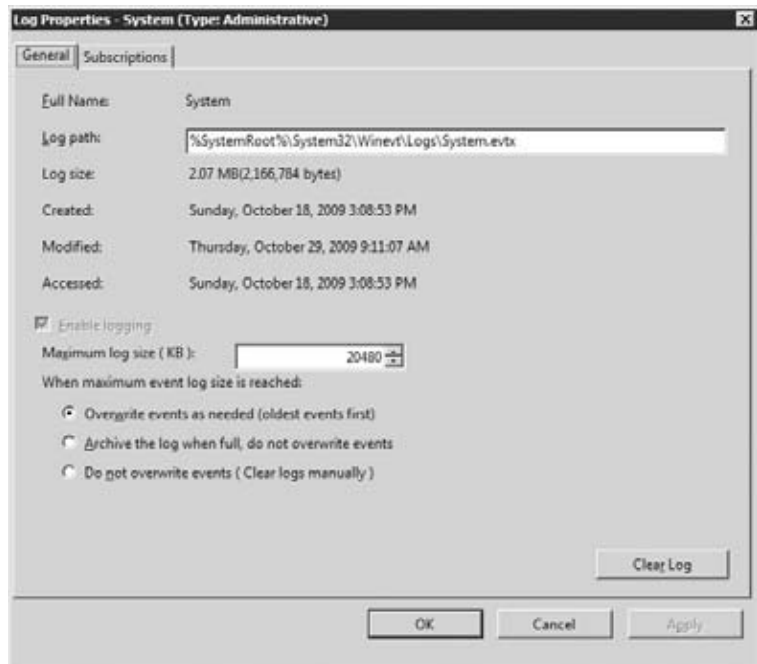 Log Properties - System (Type: Administrative)
General
Subscriptions
Full Name:
System
Log path:
%SystemRoot%\System32\Winevt\Logs\System.evtx
Log size:
2.07 MB(2,166,784 bytes)
Created:
Sunday, October 18, 2009 3:08:53 PM
Modified:
Thursday, October 29, 2009 9:11:07 AM
Accessed:
Sunday, October 18, 2009 3:08:53 PM
Enable logging
Maximum log size ( KB ):
20480
When maximum event log size is reached:
Overwrite events as needed (oldest events first)
Archive the log when full, do not overwrite events
Do not overwrite events ( Clear logs manually )
Clear Log
OK
Cancel
Apply